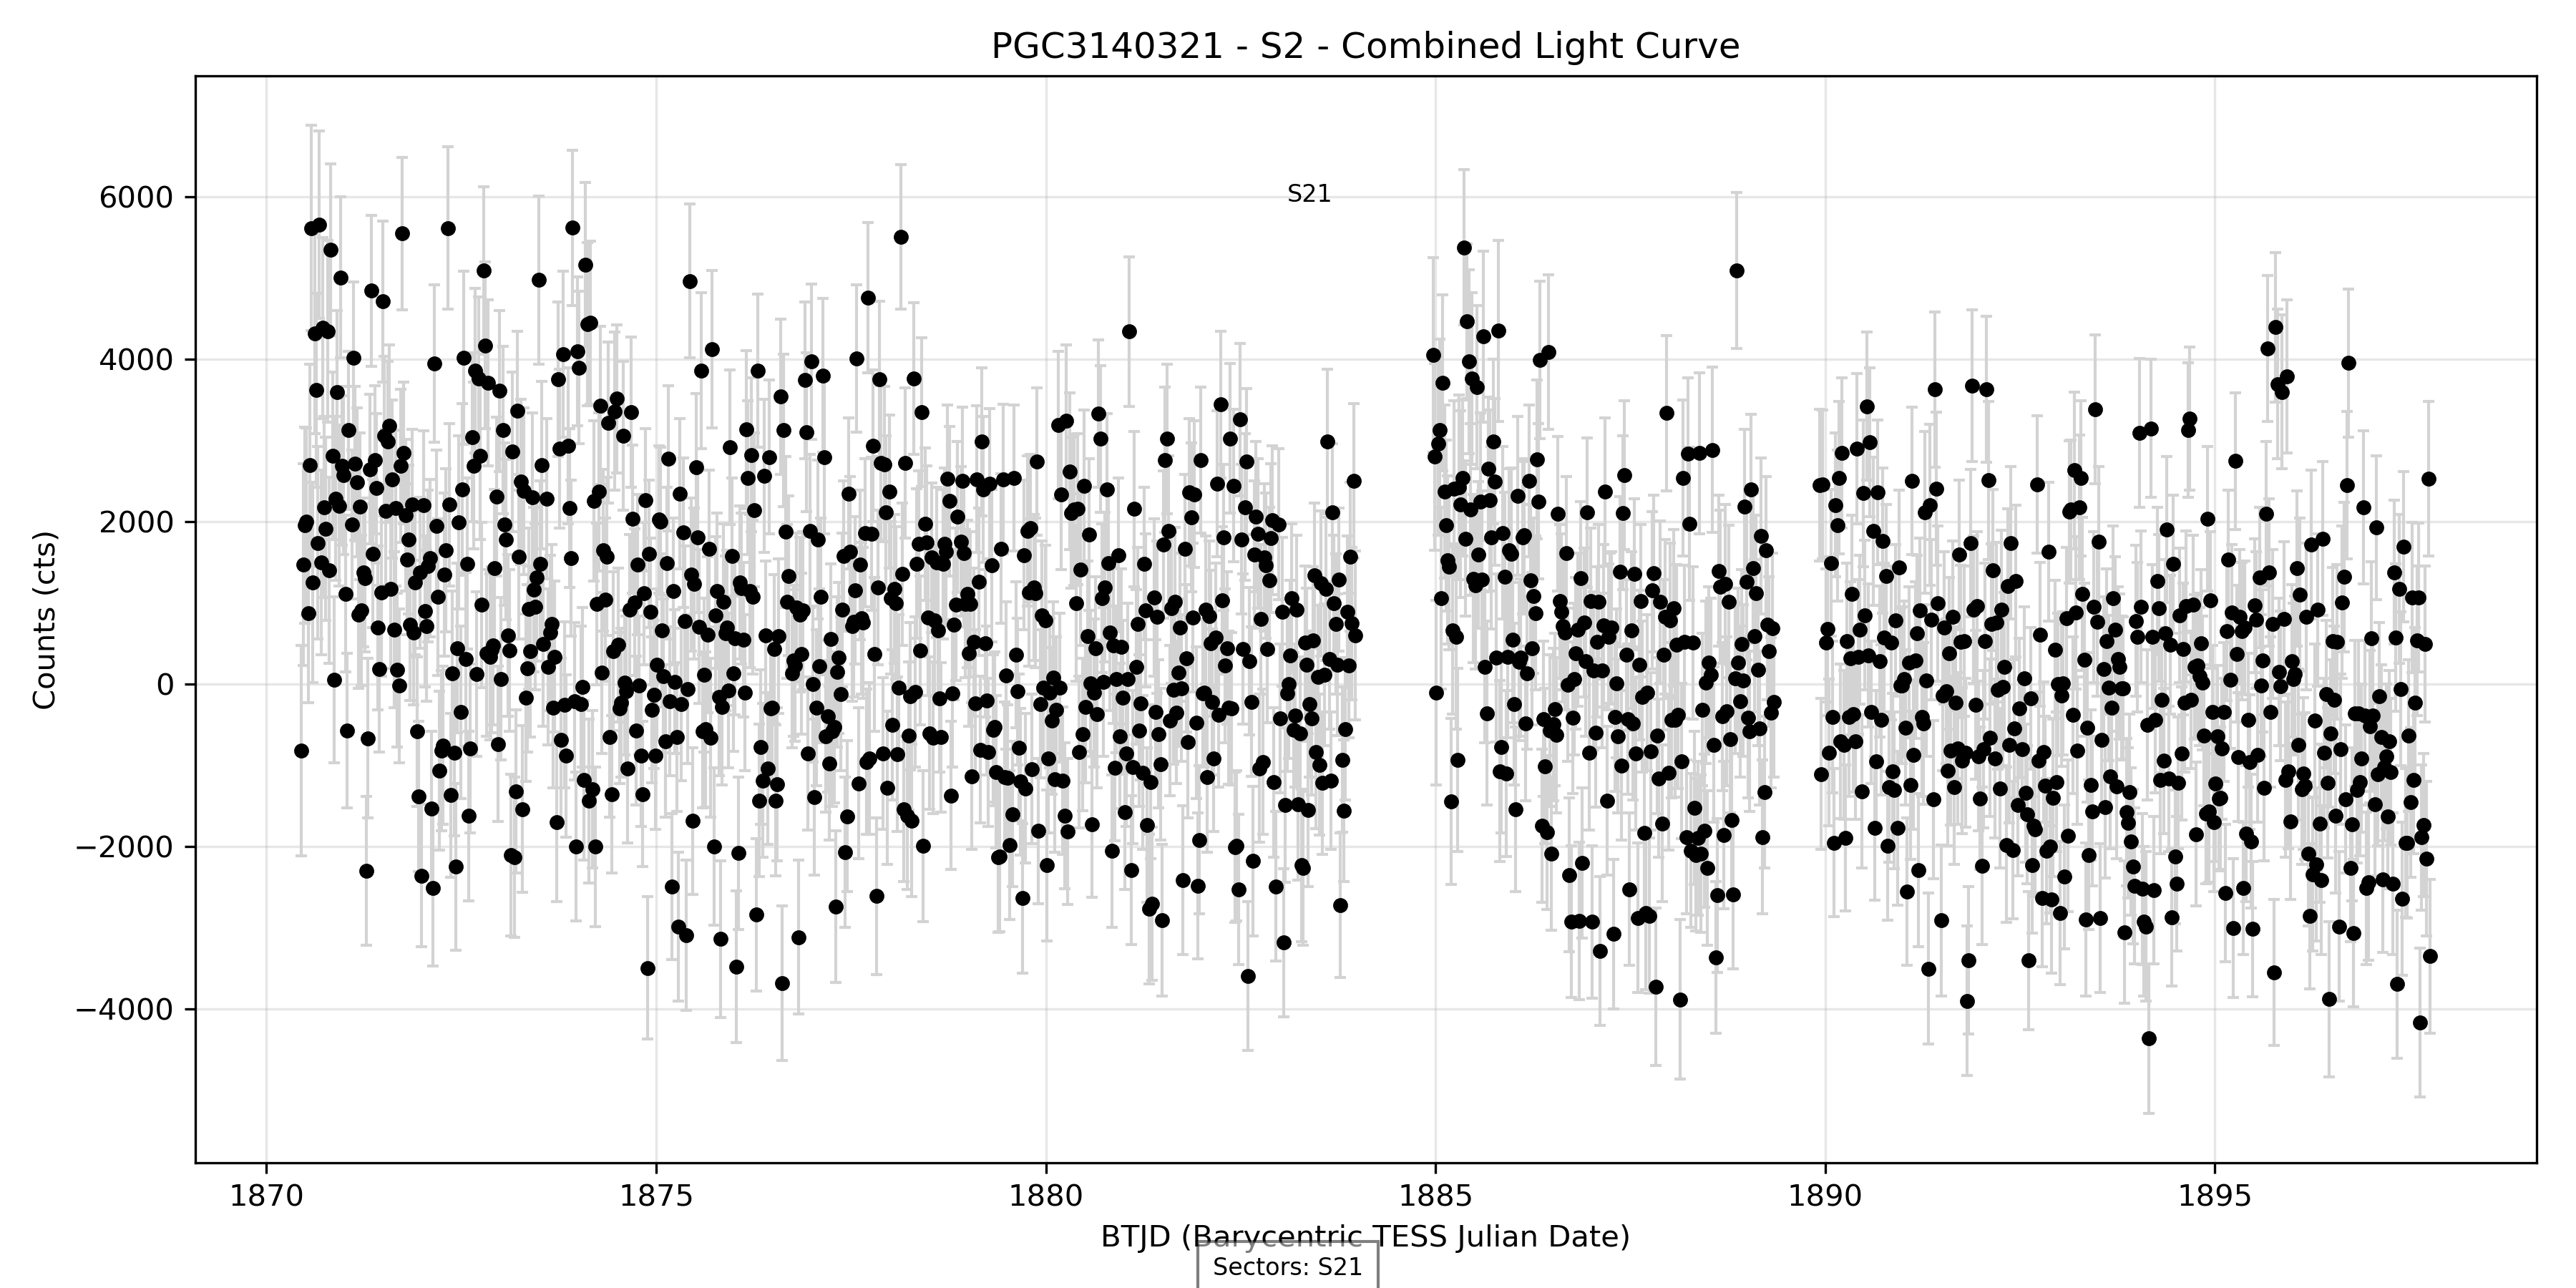 PGC3140321 - S2 - Combined Light Curve
S21
6000
4000
2000
0
−2000
−4000
Counts (cts)
1870 1875 1880 1885 1890 1895
BTJD (Barycentric TESS Julian Date)
Sectors: S21